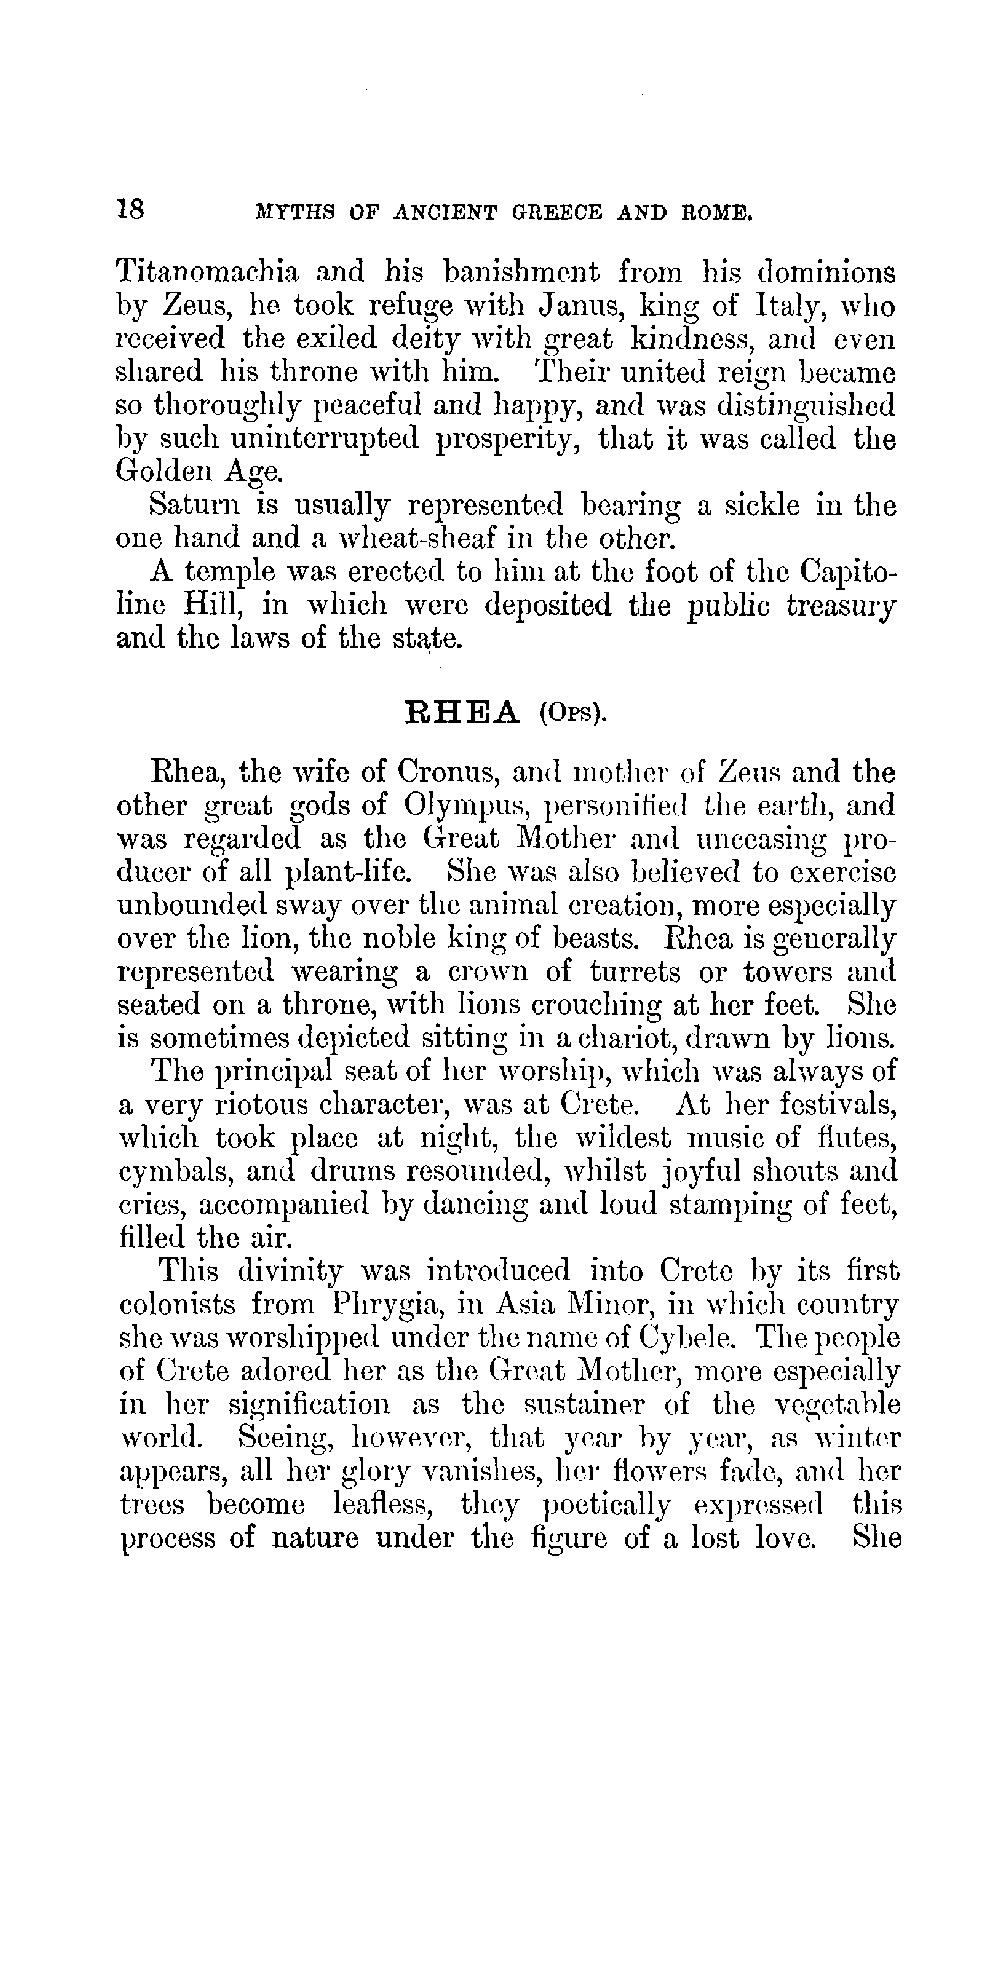 18 MYTHS OF ANCIENT GREECE AND ROME.
Titanomachia and his banishment from his dominions
by Zeus, he took refuge with Janus, king of Italy, who
received the exiled deity with great kindness, and even
shared his throne with him. Their united reign became
so thoroughly peaceful and happy, and was distinguished
by such uninterrupted prosperity, that it was called the
Golden Age.
Saturn is usually represented bearing a sickle in the
one hand and a wheat-sheaf in the other.
A temple was erected to him at the foot of the Capito-
line Hill, in which were deposited the public treasury
and the laws of the state.
RHEA (Ops).
Rhea, the wife of Cronus, and mother of Zeus and the
other great gods of Olympus, personified the earth, and
was regarded as the Great Mother and unceasing pro-
ducer of all plant-life. She was also believed to exercise
unbounded sway over the animal creation, more especially
over the lion, the noble king of beasts. Rhea is generally
represented wearing a crown of turrets or towers and
seated on a throne, with lions crouching at her feet. She
is sometimes depicted sitting in a chariot, drawn by lions.
The principal seat of her worship, which was always of
a very riotous character, was at Crete. At her festivals,
which took place at night, the wildest music of flutes,
cymbals, and drums resounded, whilst joyful shouts and
cries, accompanied by dancing and loud stamping of feet,
filled the air.
This divinity was introduced into Crete by its first
colonists from Phrygia, in Asia Minor, in which country
she was worshipped under the name of Cybele. The people
of Crete adored her as the Great Mother, more especially
in her signification as the sustainer of the vegetable
world. Seeing, however, that year by year, as winter
appears, all her glory vanishes, her flowers fade, and her
trees become leafless, they poetically expressed this
process of nature under the figure of a lost love. She